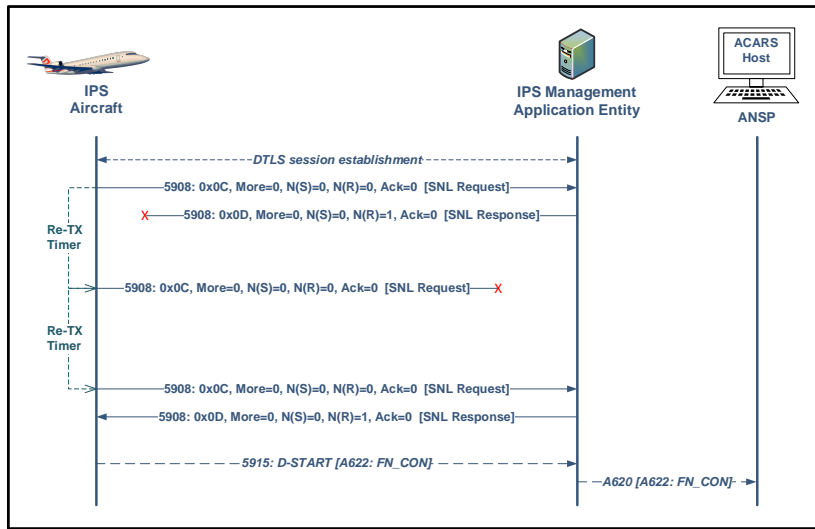 ACARS
Host
IPS
Aircraft
IPS Management
Application Entity
ANSP
DTLS session establishment
5908: 0x0C, More=0, N(S)=0, N(R)=0, Ack=0 [SNL Request]
X 5908: 0x0D, More=0, N(S)=0, N(R)=1, Ack=0 [SNL Response]
Re-TX
Timer
5908: 0x0C, More=0, N(S)=0, N(R)=0, Ack=0 [SNL Request] X
Re-TX
Timer
5908: 0x0C, More=0, N(S)=0, N(R)=0, Ack=0 [SNL Request]
5908: 0x0D, More=0, N(S)=0, N(R)=1, Ack=0 [SNL Response]
5915: D-START [A622: FN_CON]
A620 [A622: FN_CON]